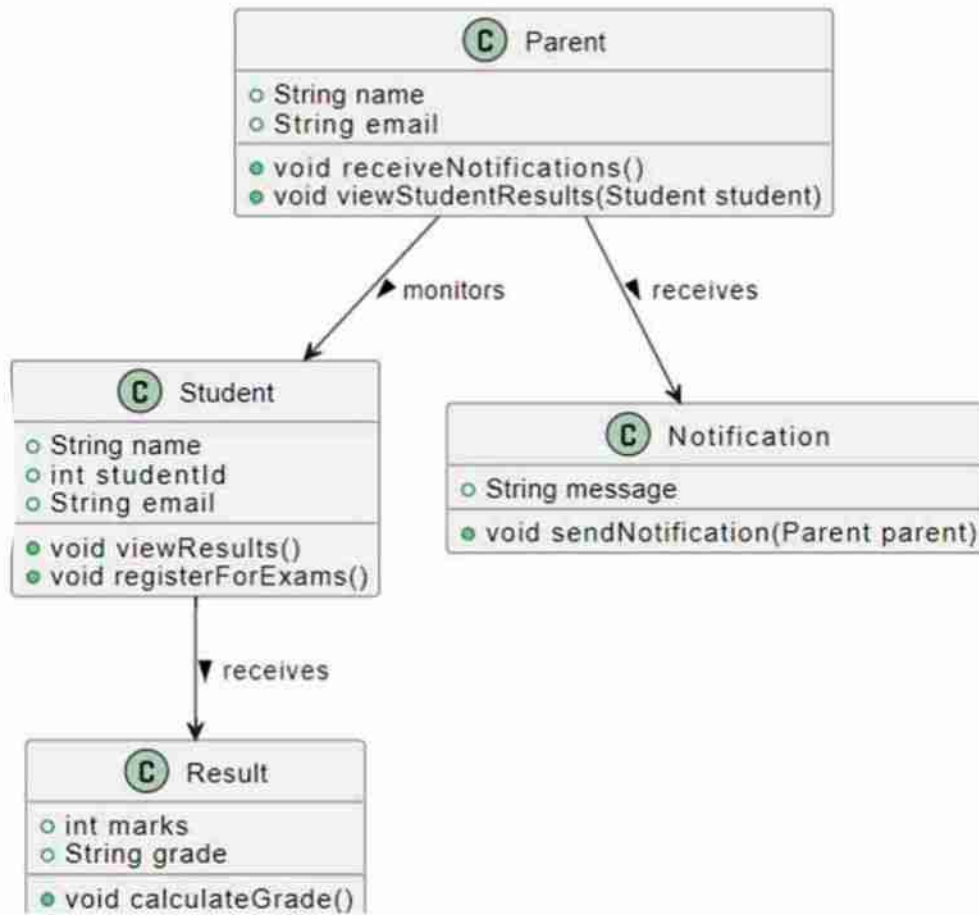 C Parent
String name
String email
void receiveNotifications()
void viewStudentResults(Student student)
monitors
receives
C Student
String name
int studentId
String email
void viewResults()
void registerForExams()
C Notification
String message
void sendNotification(Parent parent)
receives
C Result
int marks
String grade
void calculateGrade()